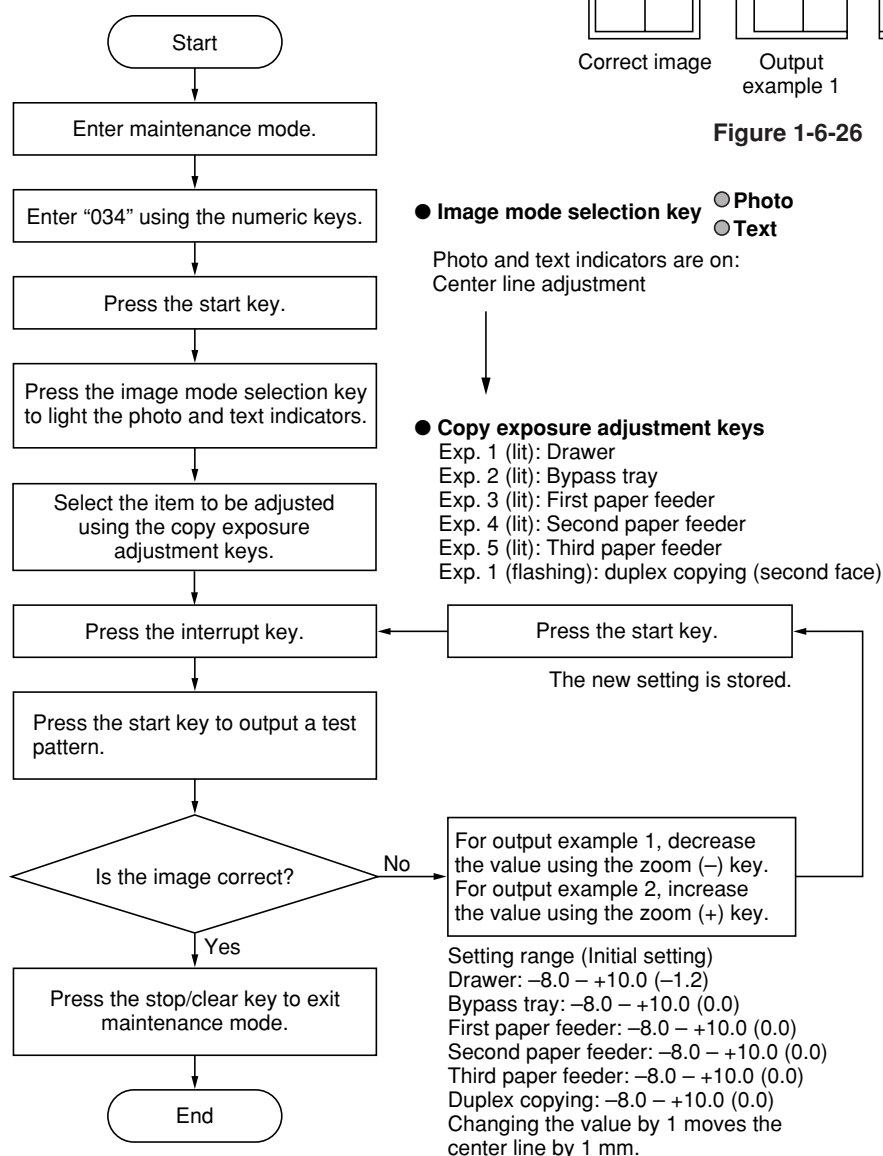 Start
Enter maintenance mode.
Enter “034” using the numeric keys.
Press the start key.
Press the image mode selection key
to light the photo and text indicators.
Select the item to be adjusted
using the copy exposure
adjustment keys.
Press the interrupt key.
Press the start key to output a test
pattern.
Is the image correct?
No
Yes
Press the stop/clear key to exit
maintenance mode.
End
Correct image
Output
example 1
Figure 1-6-26
● Image mode selection key
Photo
Text
Photo and text indicators are on:
Center line adjustment
● Copy exposure adjustment keys
Exp. 1 (lit): Drawer
Exp. 2 (lit): Bypass tray
Exp. 3 (lit): First paper feeder
Exp. 4 (lit): Second paper feeder
Exp. 5 (lit): Third paper feeder
Exp. 1 (flashing): duplex copying (second face)
Press the start key.
The new setting is stored.
For output example 1, decrease
the value using the zoom (–) key.
For output example 2, increase
the value using the zoom (+) key.
Setting range (Initial setting)
Drawer: –8.0 – +10.0 (–1.2)
Bypass tray: –8.0 – +10.0 (0.0)
First paper feeder: –8.0 – +10.0 (0.0)
Second paper feeder: –8.0 – +10.0 (0.0)
Third paper feeder: –8.0 – +10.0 (0.0)
Duplex copying: –8.0 – +10.0 (0.0)
Changing the value by 1 moves the
center line by 1 mm.